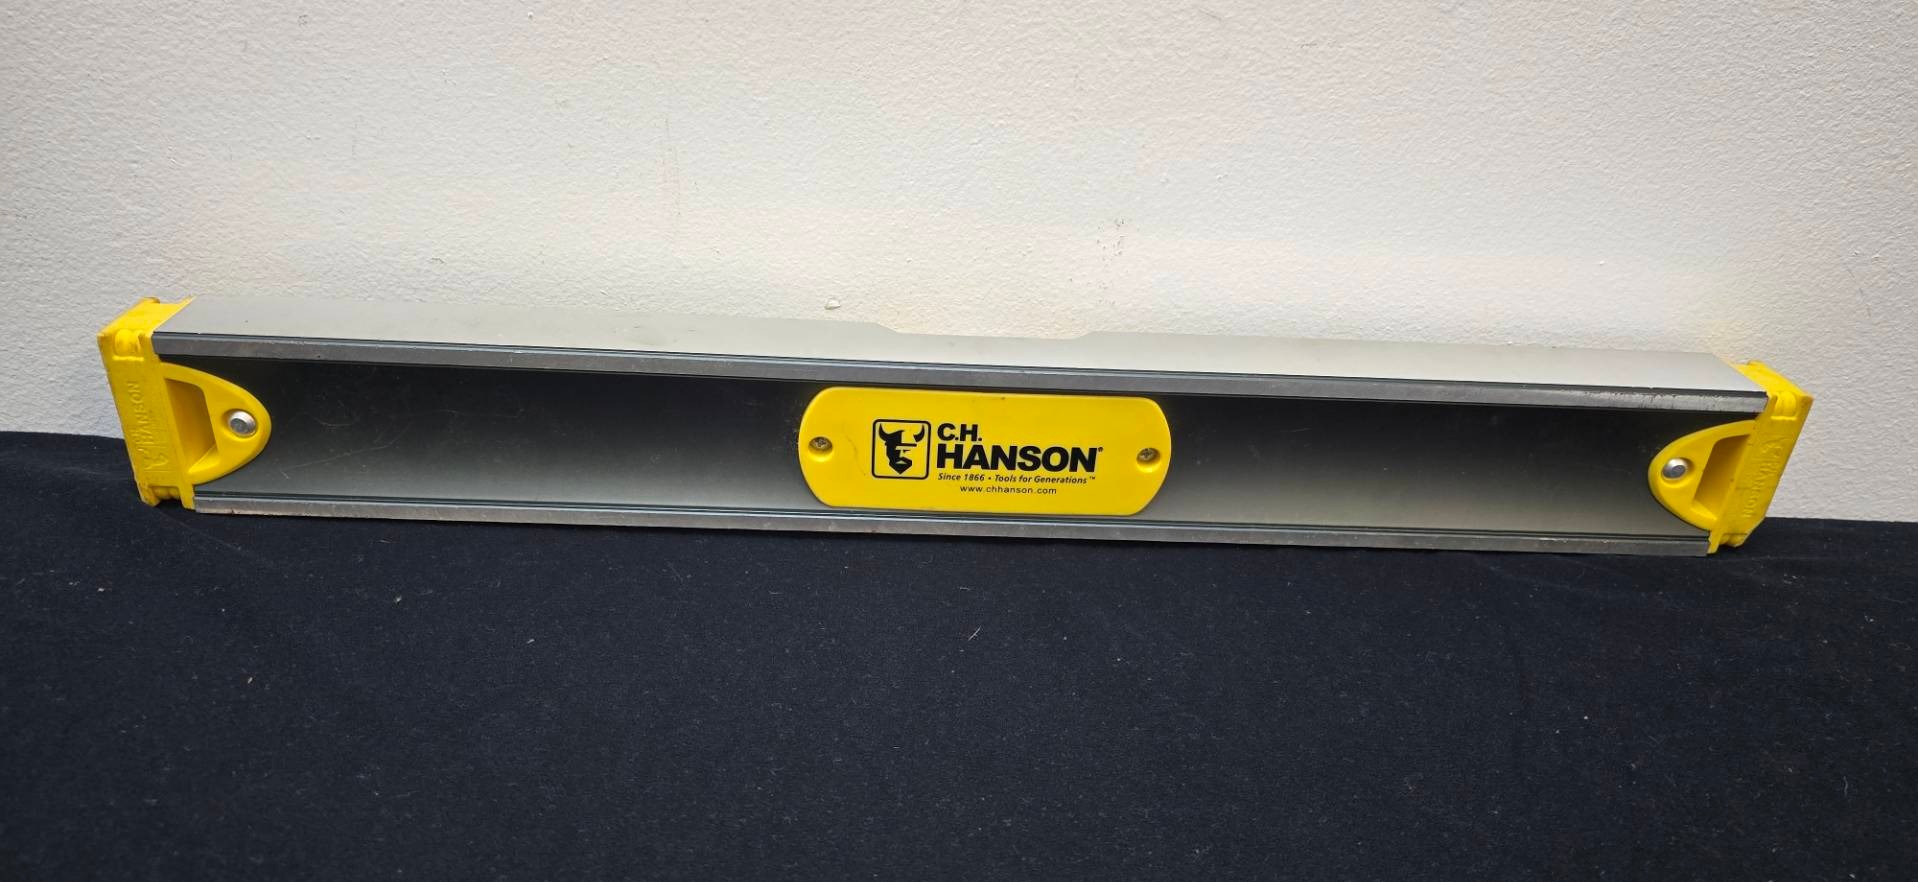 C.H.
HANSON®
Since 1866 • Tools for Generations™
www.chhanson.com
HANSON
HANSON